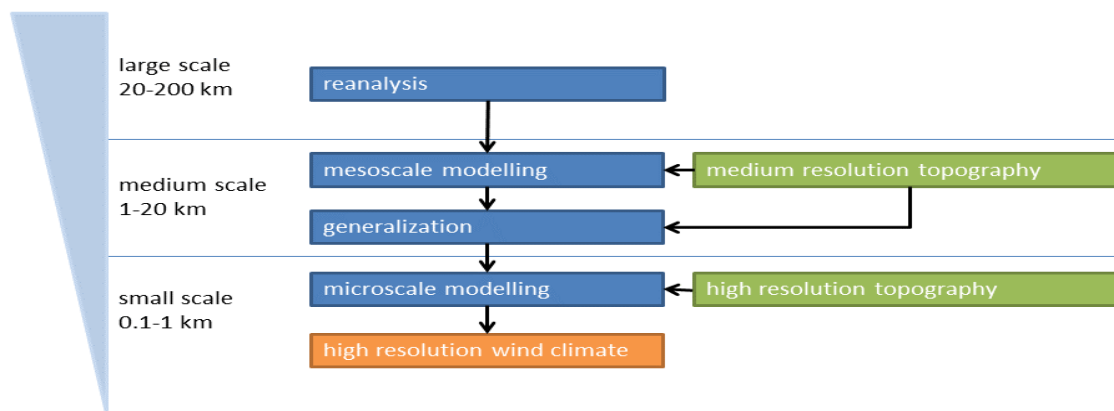 large scale
20-200 km
reanalysis
mesoscale modelling
medium resolution topography
medium scale
1-20 km
generalization
microscale modelling
high resolution topography
small scale
0.1-1 km
high resolution wind climate